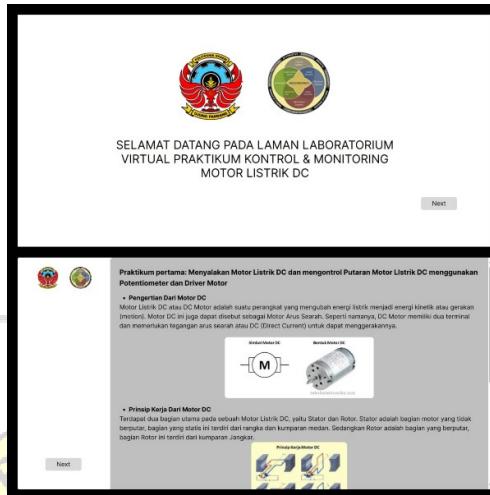 SELAMAT DATANG PADA LAMAN LABORATORIUM
VIRTUAL PRAKTIKUM KONTROL & MONITORING
MOTOR LISTRIK DC
Next
Praktikum pertama: Menyalakan Motor Listrik DC dan mengontrol Putaran Motor LIstrik DC menggunakan
Potentiometer dan Driver Motor
• Pengertian Dari Motor DC
Motor Listrik DC atau DC Motor adalah suatu perangkat yang mengubah energi listrik menjadi energi kinetik atau gerakan
(motion). Motor DC ini juga dapat disebut sebagai Motor Arus Searah. Seperti namanya, DC Motor memiliki dua terminal
dan memerlukan tegangan arus searah atau DC (Direct Current) untuk dapat menggerakannya.
Simbol Motor DC
Bentuk Motor DC
M
• Prinsip Kerja Dari Motor DC
Terdapat dua bagian utama pada sebuah Motor Listrik DC, yaitu Stator dan Rotor. Stator adalah bagian motor yang tidak
berputar, bagian yang statis ini terdiri dari rangka dan kumparan medan. Sedangkan Rotor adalah bagian yang berputar,
bagian Rotor ini terdiri dari kumparan Jangkar.
Prinsip Kerja Motor DC
Next